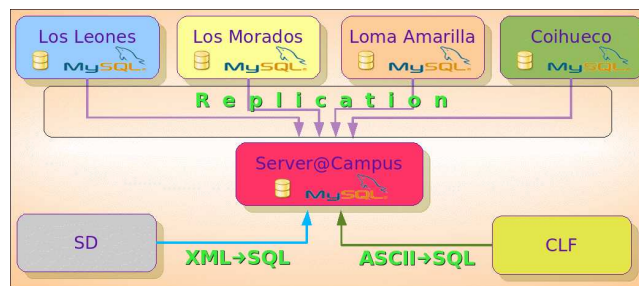 Los Leones
MySQL
Los Morados
MySQL
Loma Amarilla
MySQL
Coihueco
MySQL
Replication
Server@Campus
MySQL
SD
XML→SQL
ASCII→SQL
CLF